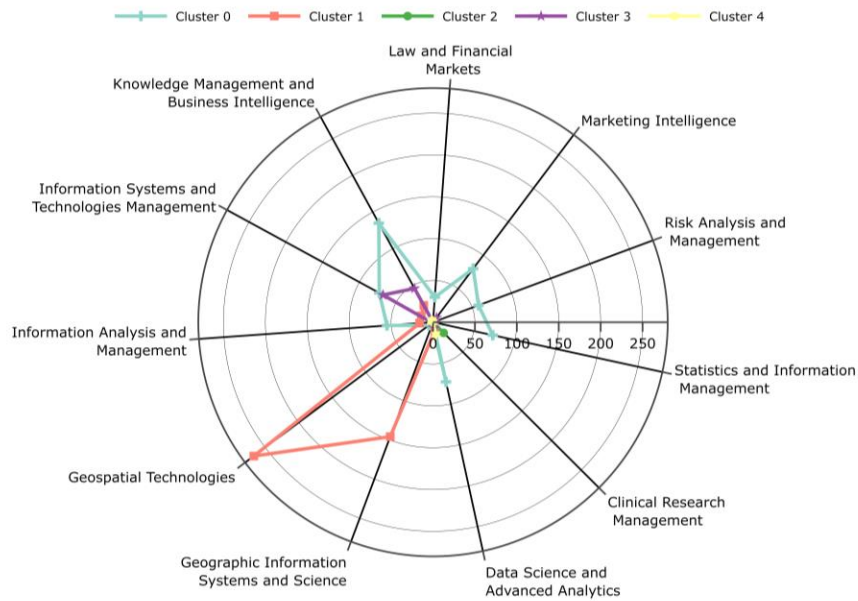 Cluster 0 Cluster 1 Cluster 2 Cluster 3 Cluster 4
Law and Financial
Markets
Knowledge Management and
Business Intelligence
Marketing Intelligence
Information Systems and
Technologies Management
Risk Analysis and
Management
Information Analysis and
Management
0 50 100 150 200 250
Statistics and Information
Management
Geospatial Technologies
Clinical Research
Management
Geographic Information
Systems and Science
Data Science and
Advanced Analytics